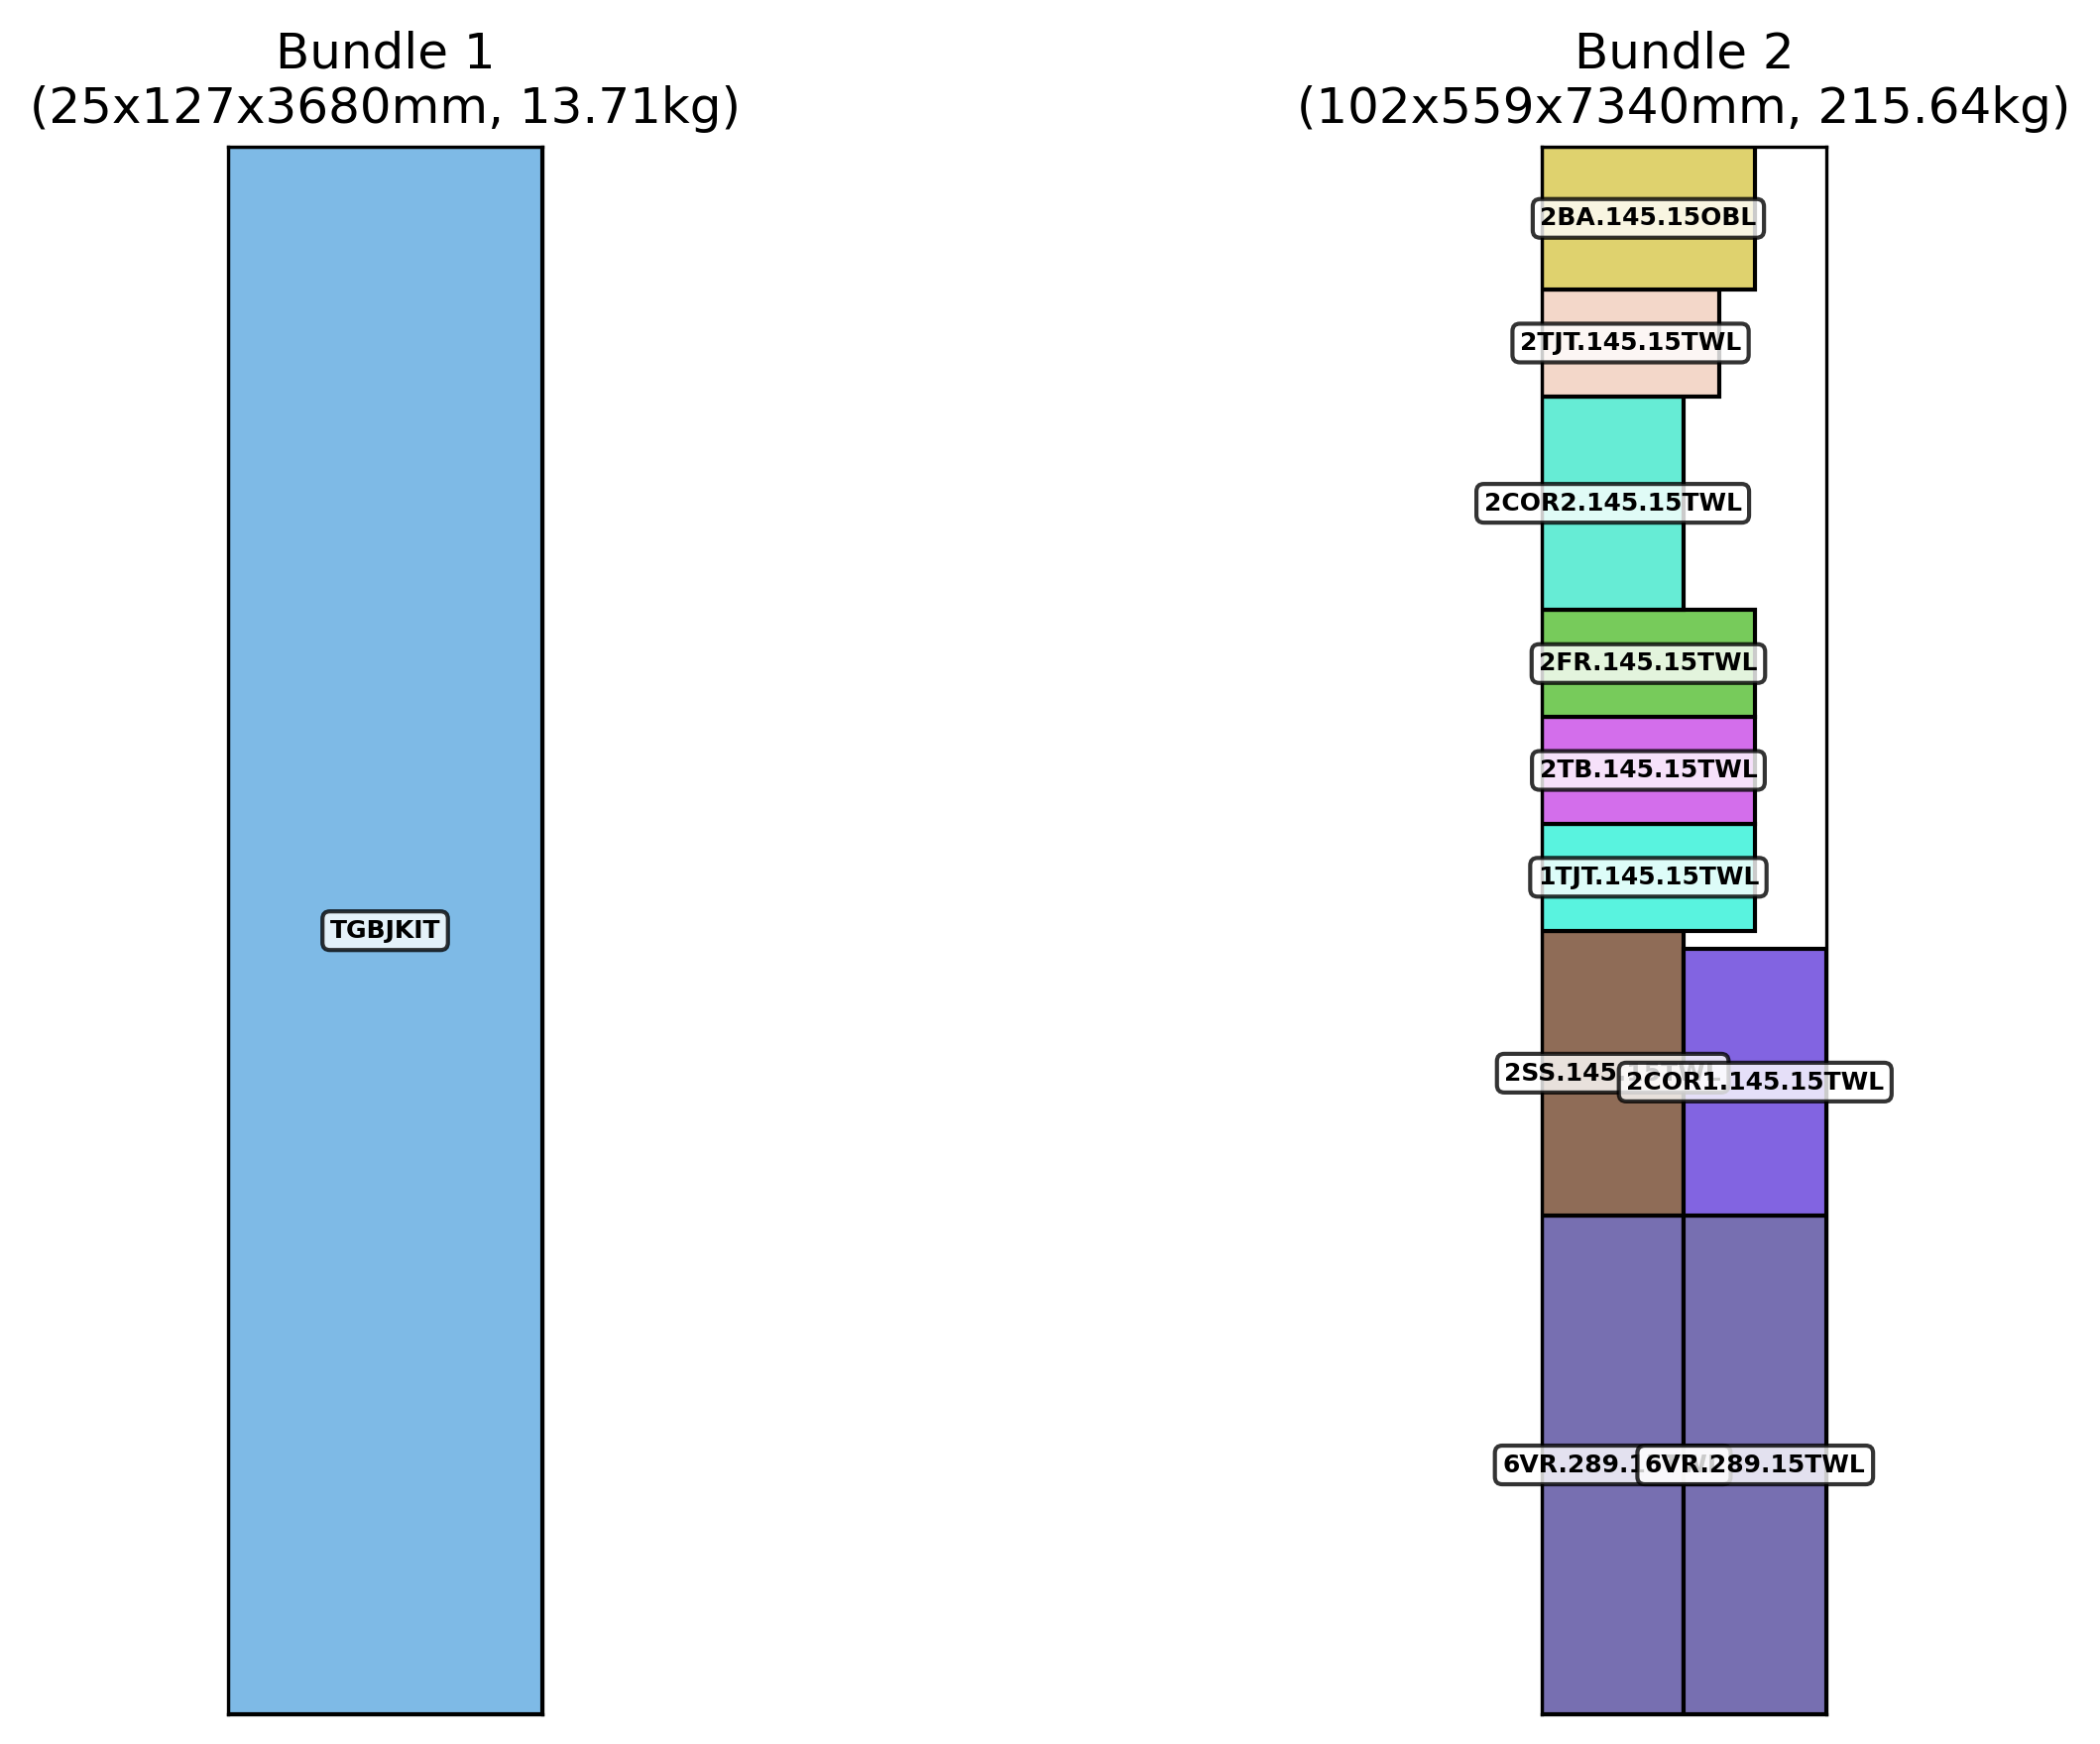 Bundle 1
(25x127x3680mm, 13.71kg)
TGBJKIT
Bundle 2
(102x559x7340mm, 215.64kg)
2BA.145.15OBL
2TJT.145.15TWL
2COR2.145.15TWL
2FR.145.15TWL
2TB.145.15TWL
1TJT.145.15TWL
2SS.145.15TWL
2COR1.145.15TWL
6VR.289.1
6VR.289.15TWL